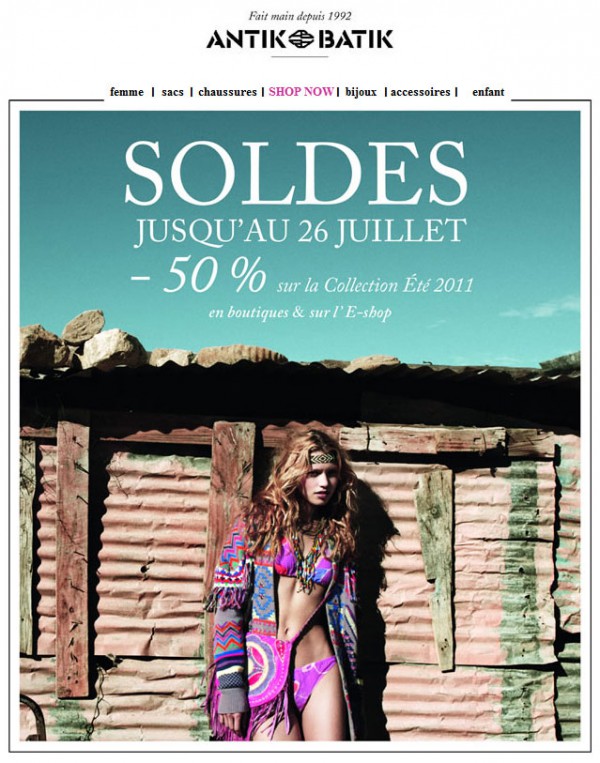 Fait main depuis 1992
ANTIK BATIK
femme | sacs | chaussures | SHOP NOW | bijoux | accessoires | enfant
SOLDES
JUSQU'AU 26 JUILLET
- 50 % sur la Collection Été 2011
en boutiques & sur l' E-shop